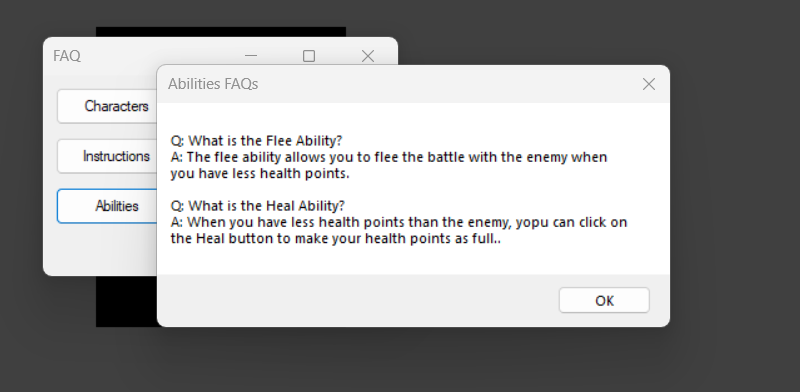 FAQ
Abilities FAQs
Characters
Instructions
Abilities
Q: What is the Flee Ability?
A: The flee ability allows you to flee the battle with the enemy when
you have less health points.
Q: What is the Heal Ability?
A: When you have less health points than the enemy, yopu can click on
the Heal button to make your health points as full..
OK